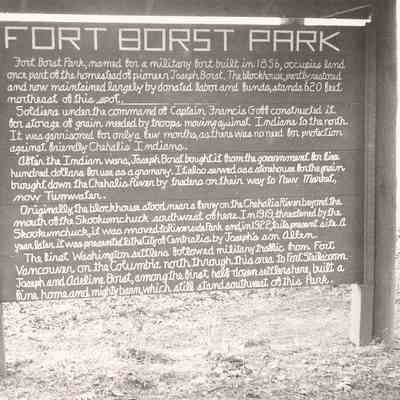 FORT BORST PARK
Fort Borst Park, named for a military fort built in 1856, occupies land
once part of the homestead of pioneer Joseph Borst. The blockhouse, partly restored
and now maintained largely by donated labor and funds, stands 620 feet
northeast of this spot.
Soldiers under the command of Captain Francis Goff constructed it
for storage of grain needed by troops moving against Indians to the north.
It was garrisoned for only a few months, as there was no need for protection
against friendly Chehalis Indians.
After the Indian wars, Joseph Borst bought it from the government for five
hundred dollars for use as a granary. It also served as a storehouse for the grain
brought down the Chehalis River by traders on their way to New Market,
now Tumwater.
Originally the blockhouse stood near a ferry on the Chehalis River beyond the
mouth of the Skookumchuck southwest of here. In 1919, threatened by the
Skookumchuck, it was moved to Riverside Park and in 1922, to its present site. A
year later it was presented to the City of Centralia by Joseph's son Allen.
The first Washington settlers followed military traffic from Fort
Vancouver, on the Columbia, north through this area to Fort Steilacoom.
Joseph and Adeline Borst, among the first half dozen settlers here, built a
fine home and mighty barn, which still stand southwest of this Park.